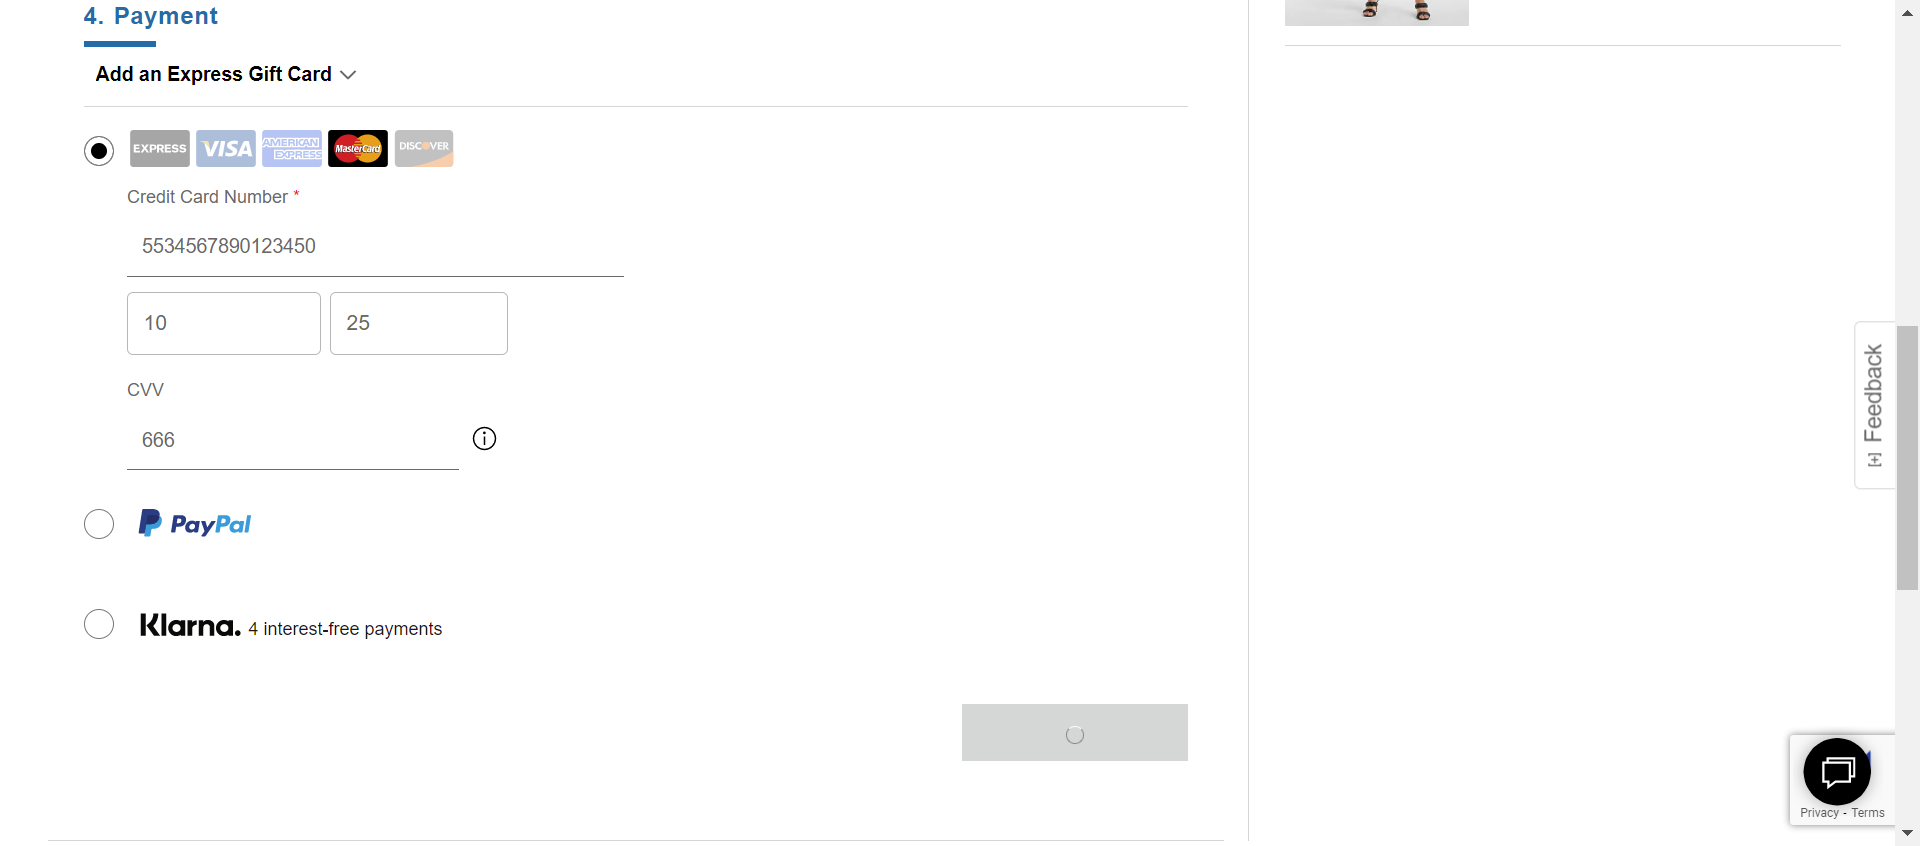 4. Payment
Add an Express Gift Card
EXPRESS VISA AMERICAN EXPRESS MasterCard DISCOVER
Credit Card Number *
5534567890123450
10 25
CVV
666
PayPal
Klarna. 4 interest-free payments
[+] Feedback
Privacy - Terms